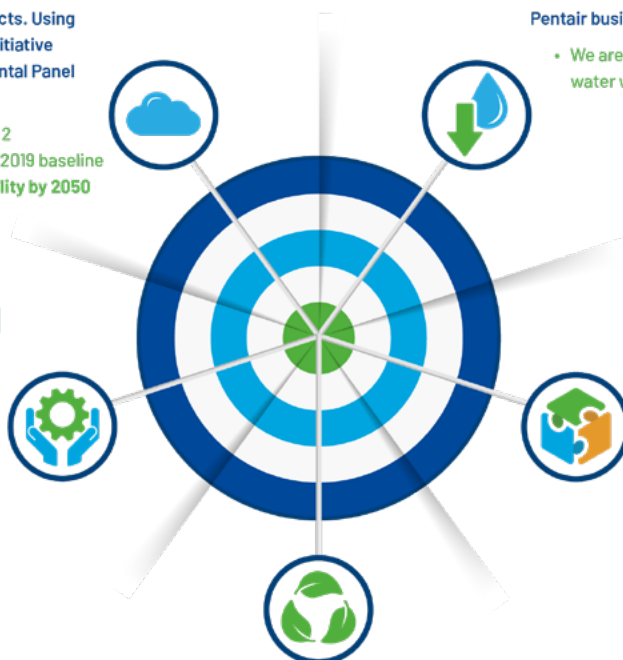 cts. Using
itiative
ntal Panel
2
2019 baseline
lity by 2050
Pentair busi
• We are
water w